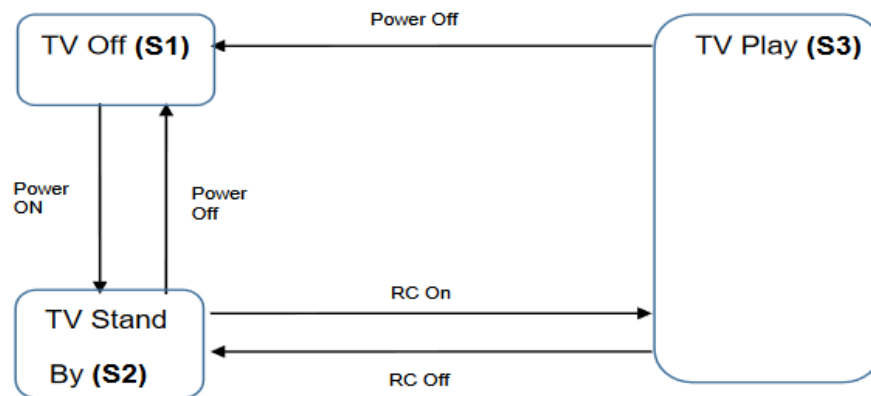 Power Off
TV Off (S1)
TV Play (S3)
Power
ON
Power
Off
RC On
TV Stand
By (S2)
RC Off